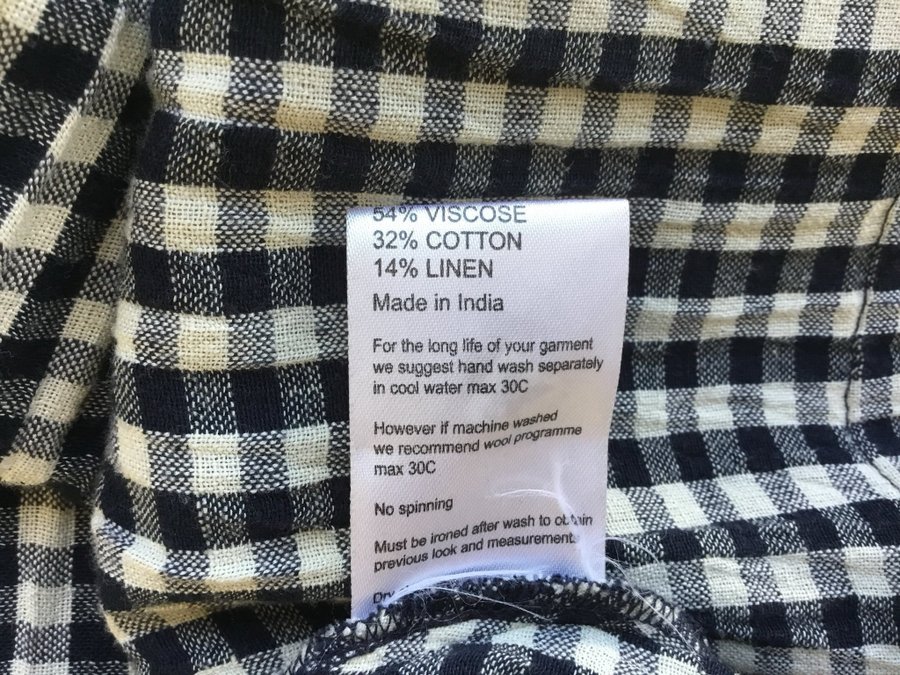 54% VISCOSE
32% COTTON
14% LINEN
Made in India
For the long life of your garment
we suggest hand wash separately
in cool water max 30C
However if machine washed
we recommend wool programme
max 30C
No spinning
Must be ironed after wash to obtain
previous look and measurements